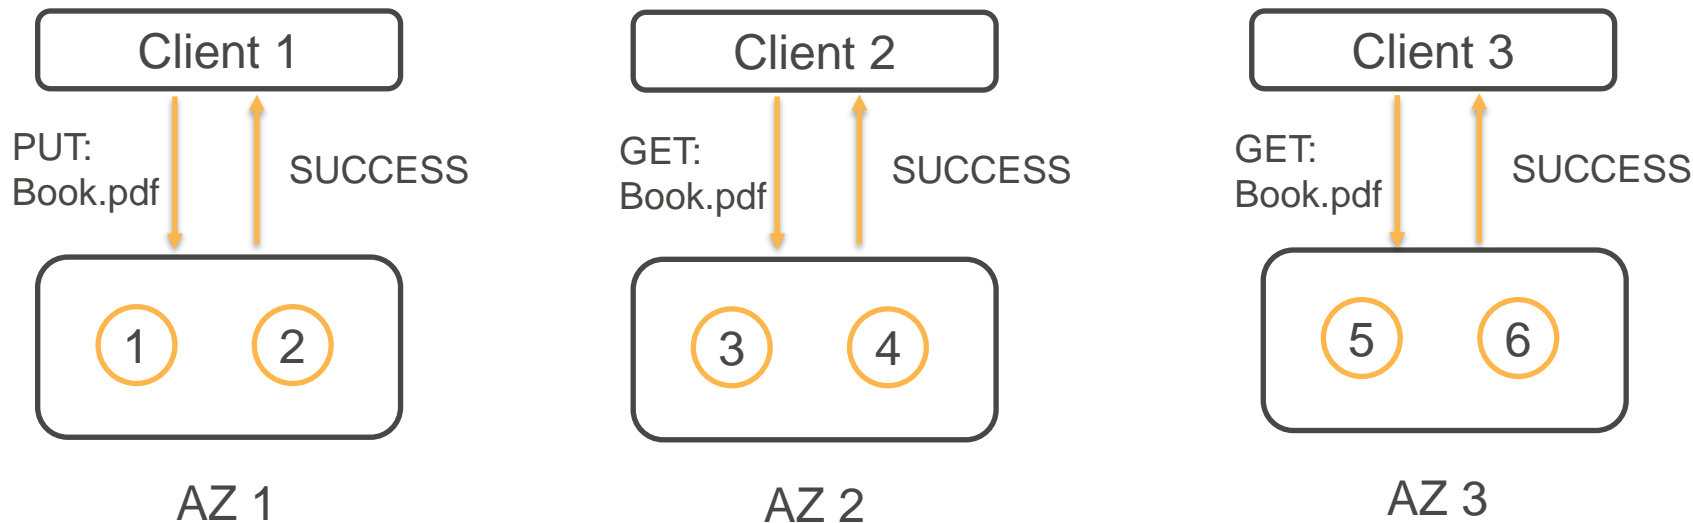 Client 1
PUT:
Book.pdf
SUCCESS
1
2
AZ 1
Client 2
GET:
Book.pdf
SUCCESS
3
4
AZ 2
Client 3
GET:
Book.pdf
SUCCESS
5
6
AZ 3